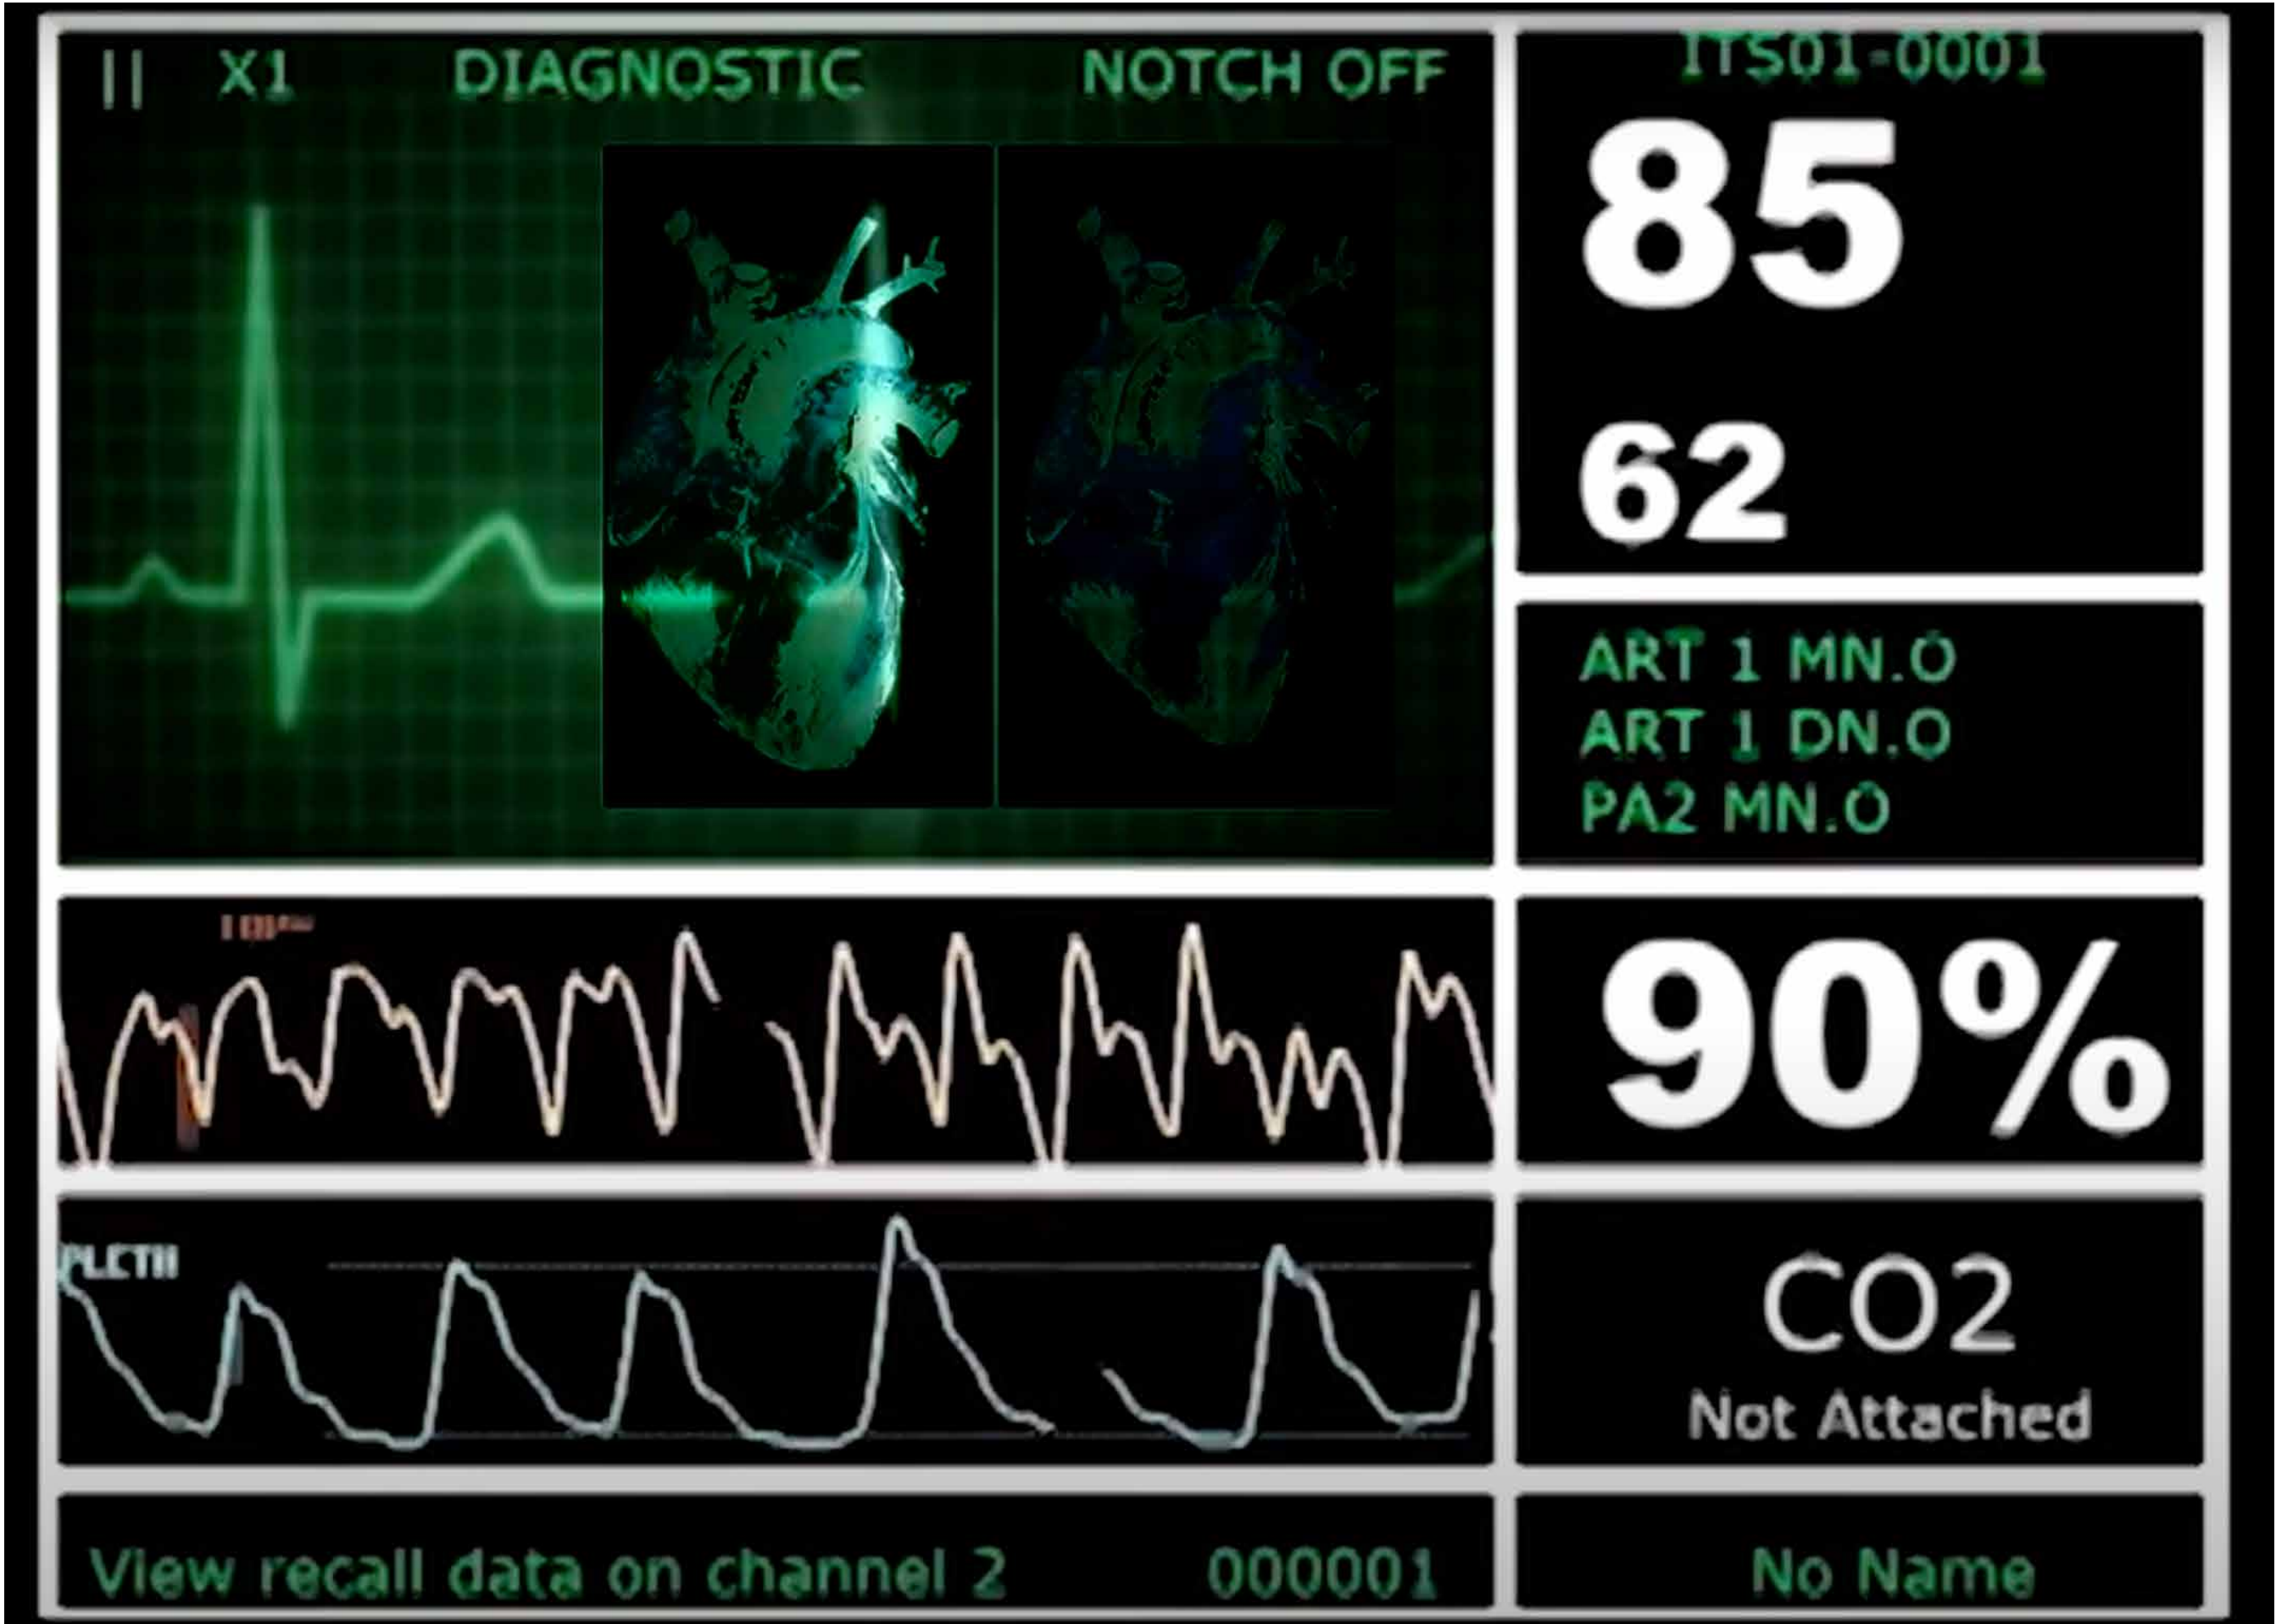 II X1 DIAGNOSTIC NOTCH OFF
ITS01-0001
85
62
ART 1 MN.O
ART 1 DN.O
PA2 MN.O
90%
PLETH
CO2
Not Attached
View recall data on channel 2 000001
No Name